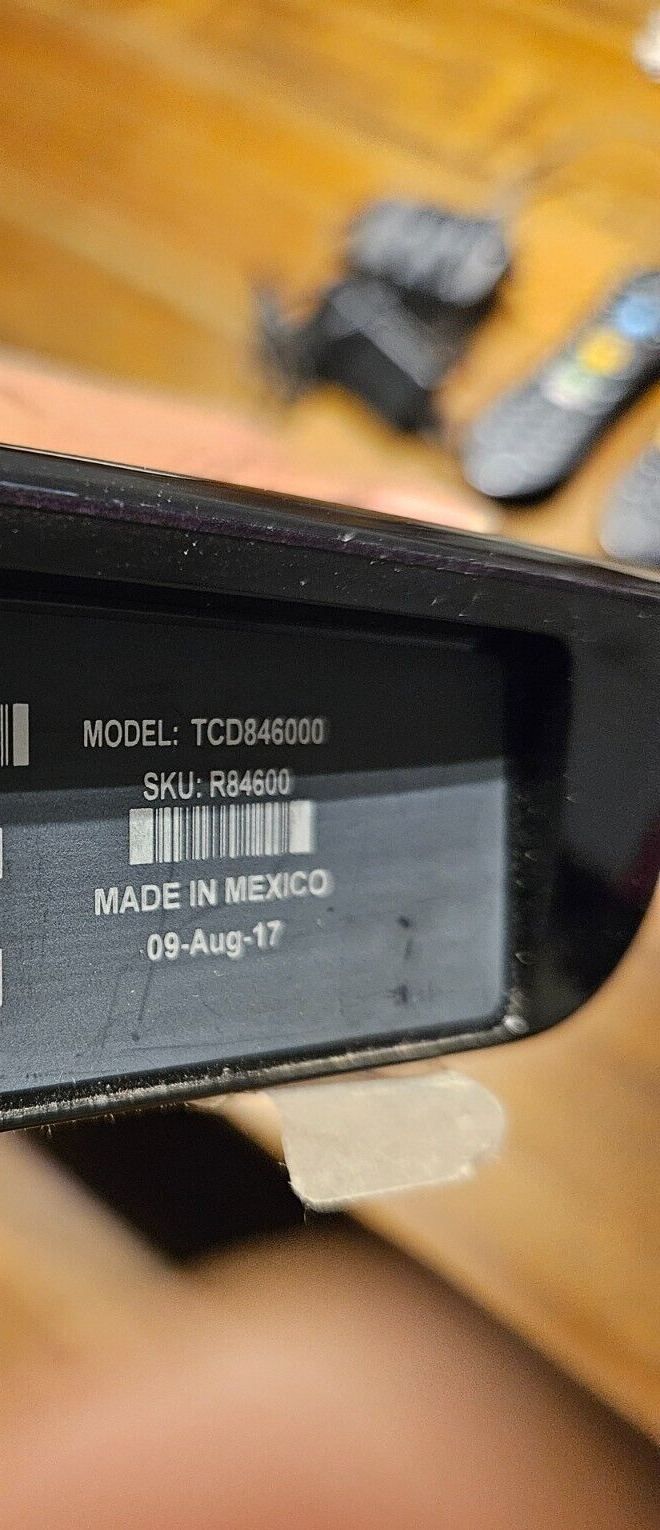 MODEL: TCD846000
SKU: R84600
MADE IN MEXICO
09-Aug-17